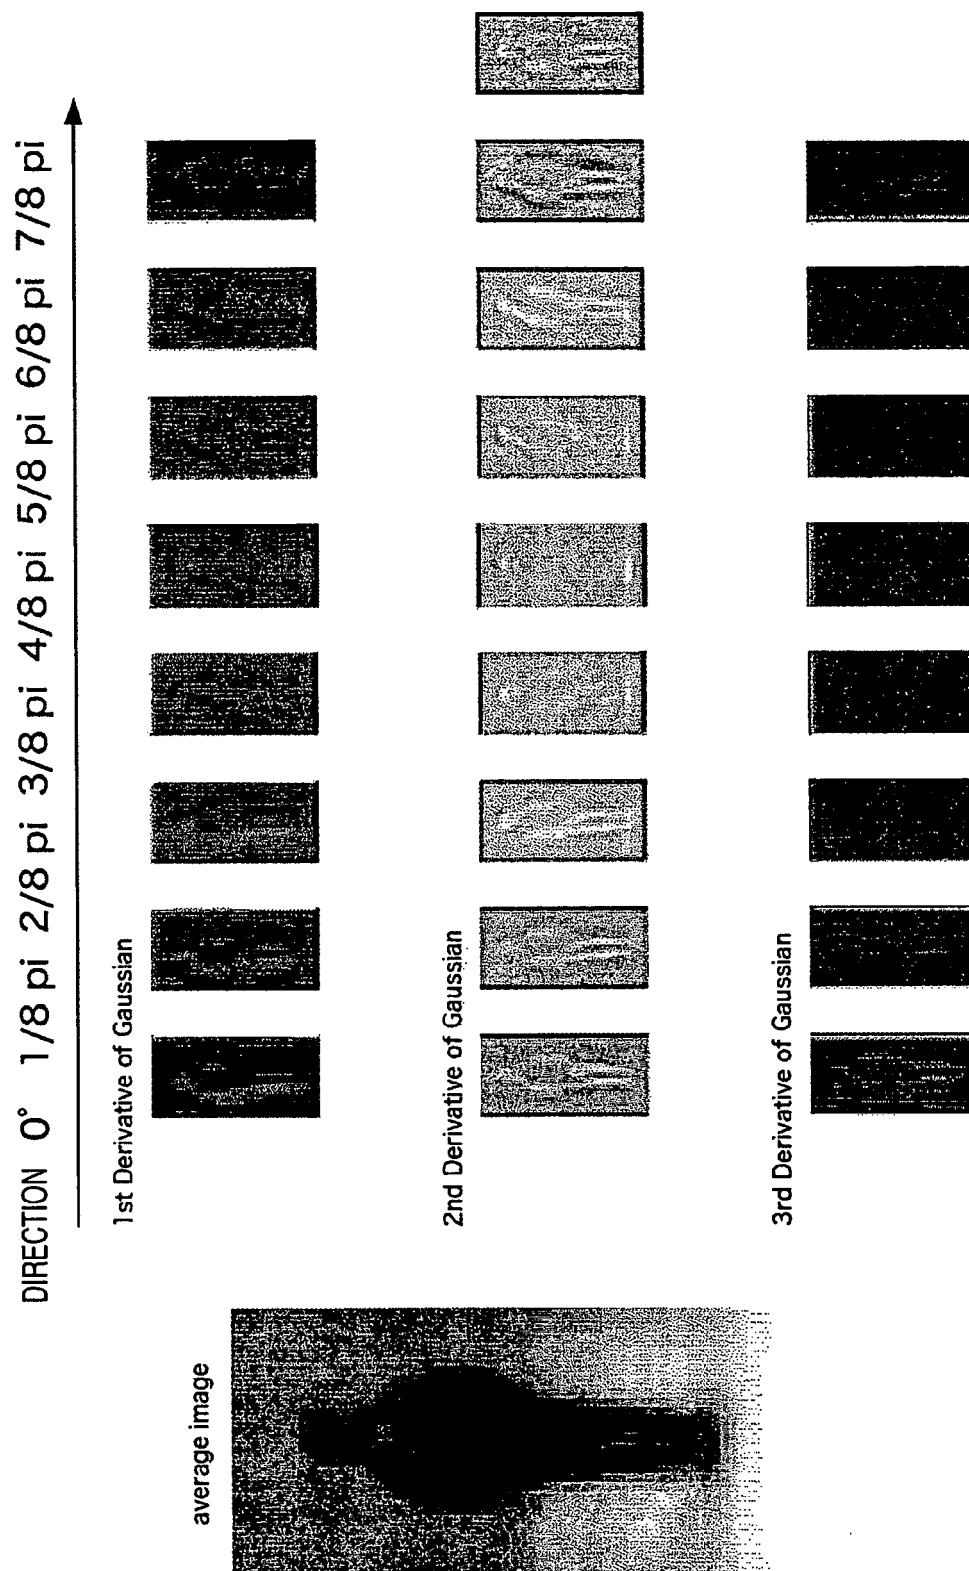 DIRECTION 0° 1/8 pi 2/8 pi 3/8 pi 4/8 pi 5/8 pi 6/8 pi 7/8 pi
1st Derivative of Gaussian
average image
2nd Derivative of Gaussian
3rd Derivative of Gaussian